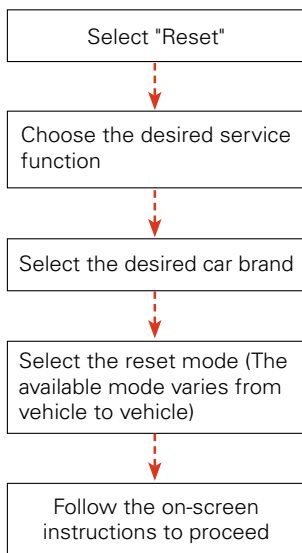 Select "Reset"
Choose the desired service
function
Select the desired car brand
Select the reset mode (The
available mode varies from
vehicle to vehicle)
Follow the on-screen
instructions to proceed